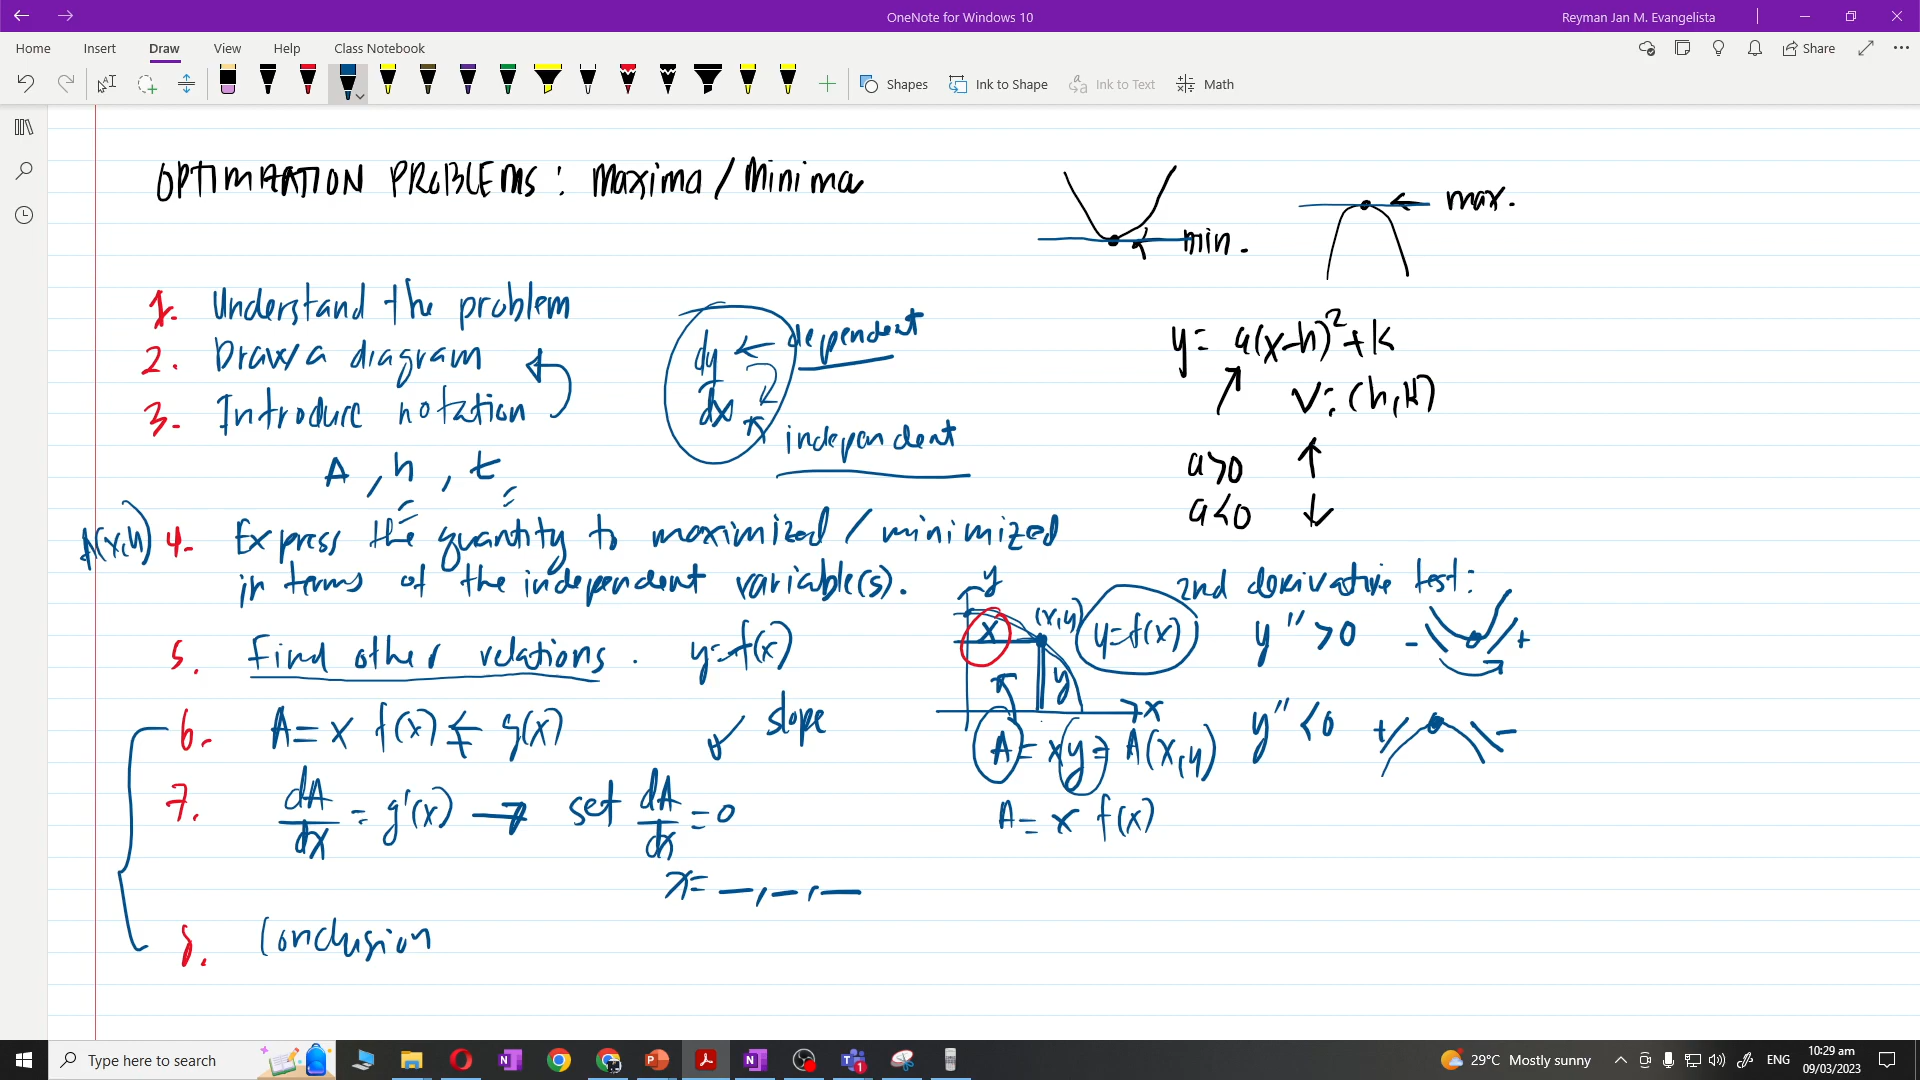 OneNote for Windows 10
Reyman Jan M. Evangelista
Home Insert Draw View Help Class Notebook
Share
Shapes Ink to Shape Ink to Text Math
OPTIMIZATION PROBLEMS : Maxima / Minima
min.
max.
1. Understand the problem
2. Draw a diagram
3. Introduce notation
A , h , t
dy ← dependent
dx
independent
y = a(x-h)²+k
V: (h,k)
a>0 ↑
a<0 ↓
A(x,h) 4. Express the quantity to maximized / minimized
in terms of the independent variable(s).
5. Find other relations. y=f(x)
6. A = x f(x) ← g(x)
slope
7. dA/dx = g'(x) → set dA/dx = 0
x= —, —, —
8. Conclusion
y
x
(x,y)
y=f(x)
y
x
A = xy = A(x,y)
A = x f(x)
2nd derivative test:
y'' >0 - +
y'' <0 + -
Type here to search
29°C Mostly sunny
ENG
10:29 am
09/03/2023